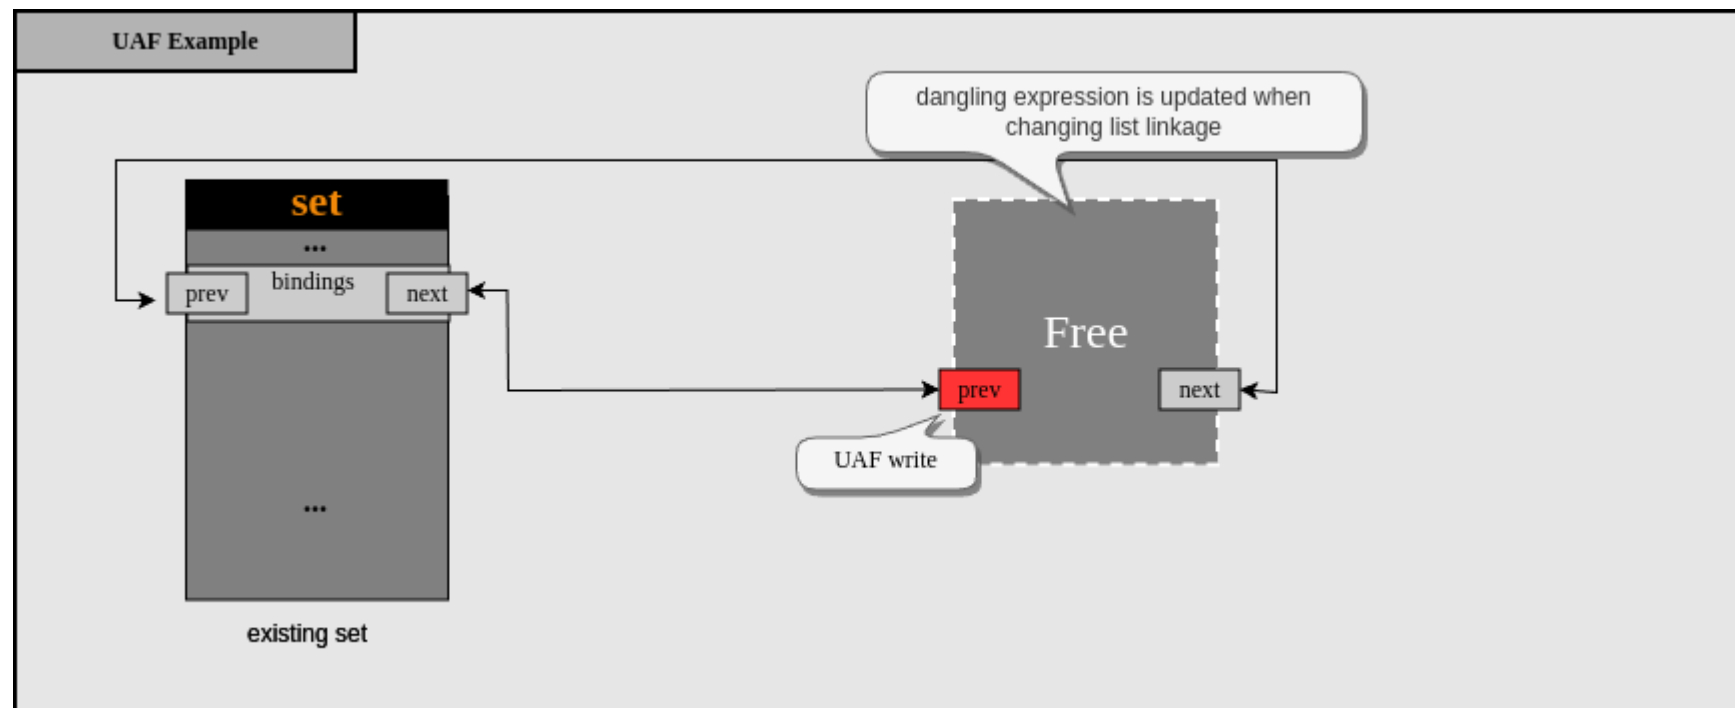 UAF Example
dangling expression is updated when
changing list linkage
set
...
prev
bindings
next
Free
prev
next
UAF write
...
existing set